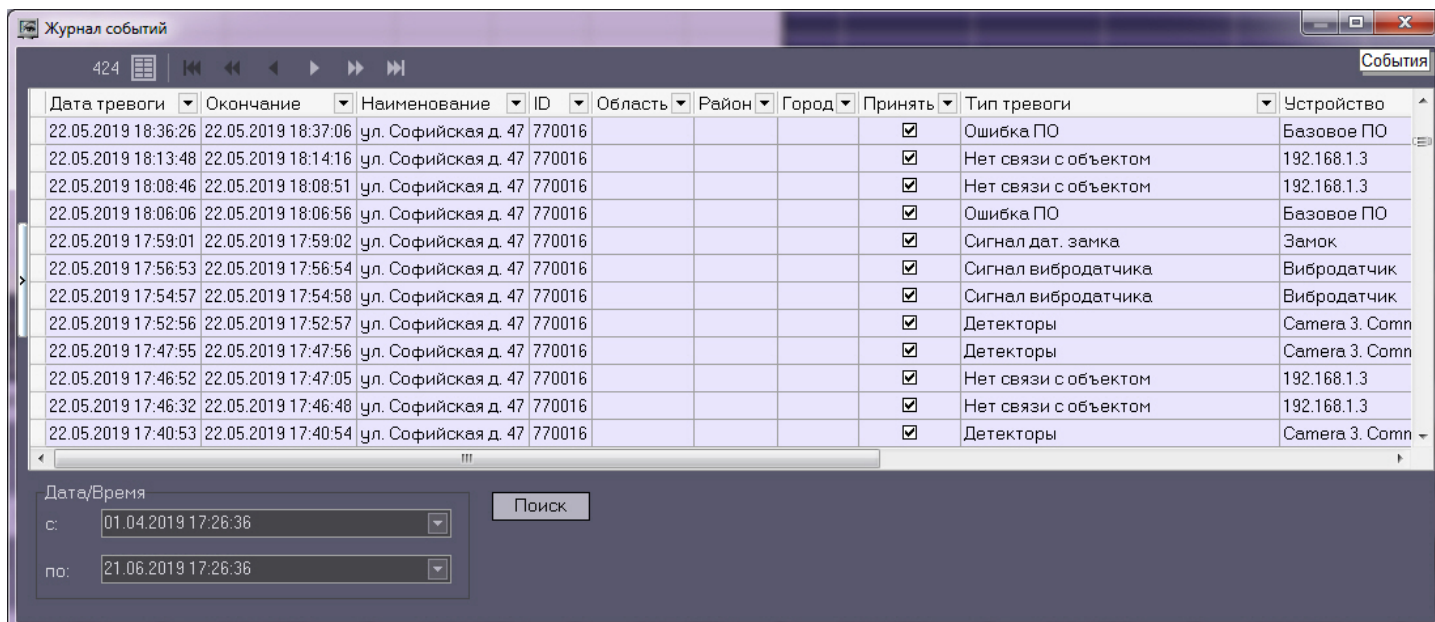 Журнал событий
424
События
Дата тревоги Окончание Наименование ID Область Район Город Принять Тип тревоги Устройство
22.05.2019 18:36:26 22.05.2019 18:37:06 ул. Софийская д. 47 770016 Ошибка ПО Базовое ПО
22.05.2019 18:13:48 22.05.2019 18:14:16 ул. Софийская д. 47 770016 Нет связи с объектом 192.168.1.3
22.05.2019 18:08:46 22.05.2019 18:08:51 ул. Софийская д. 47 770016 Нет связи с объектом 192.168.1.3
22.05.2019 18:06:06 22.05.2019 18:06:56 ул. Софийская д. 47 770016 Ошибка ПО Базовое ПО
22.05.2019 17:59:01 22.05.2019 17:59:02 ул. Софийская д. 47 770016 Сигнал дат. замка Замок
22.05.2019 17:56:53 22.05.2019 17:56:54 ул. Софийская д. 47 770016 Сигнал вибродатчика Вибродатчик
22.05.2019 17:54:57 22.05.2019 17:54:58 ул. Софийская д. 47 770016 Сигнал вибродатчика Вибродатчик
22.05.2019 17:52:56 22.05.2019 17:52:57 ул. Софийская д. 47 770016 Детекторы Camera 3. Comn
22.05.2019 17:47:55 22.05.2019 17:47:56 ул. Софийская д. 47 770016 Детекторы Camera 3. Comn
22.05.2019 17:46:52 22.05.2019 17:47:05 ул. Софийская д. 47 770016 Нет связи с объектом 192.168.1.3
22.05.2019 17:46:32 22.05.2019 17:46:48 ул. Софийская д. 47 770016 Нет связи с объектом 192.168.1.3
22.05.2019 17:40:53 22.05.2019 17:40:54 ул. Софийская д. 47 770016 Детекторы Camera 3. Comn
Дата/Время
Поиск
с: 01.04.2019 17:26:36
по: 21.06.2019 17:26:36